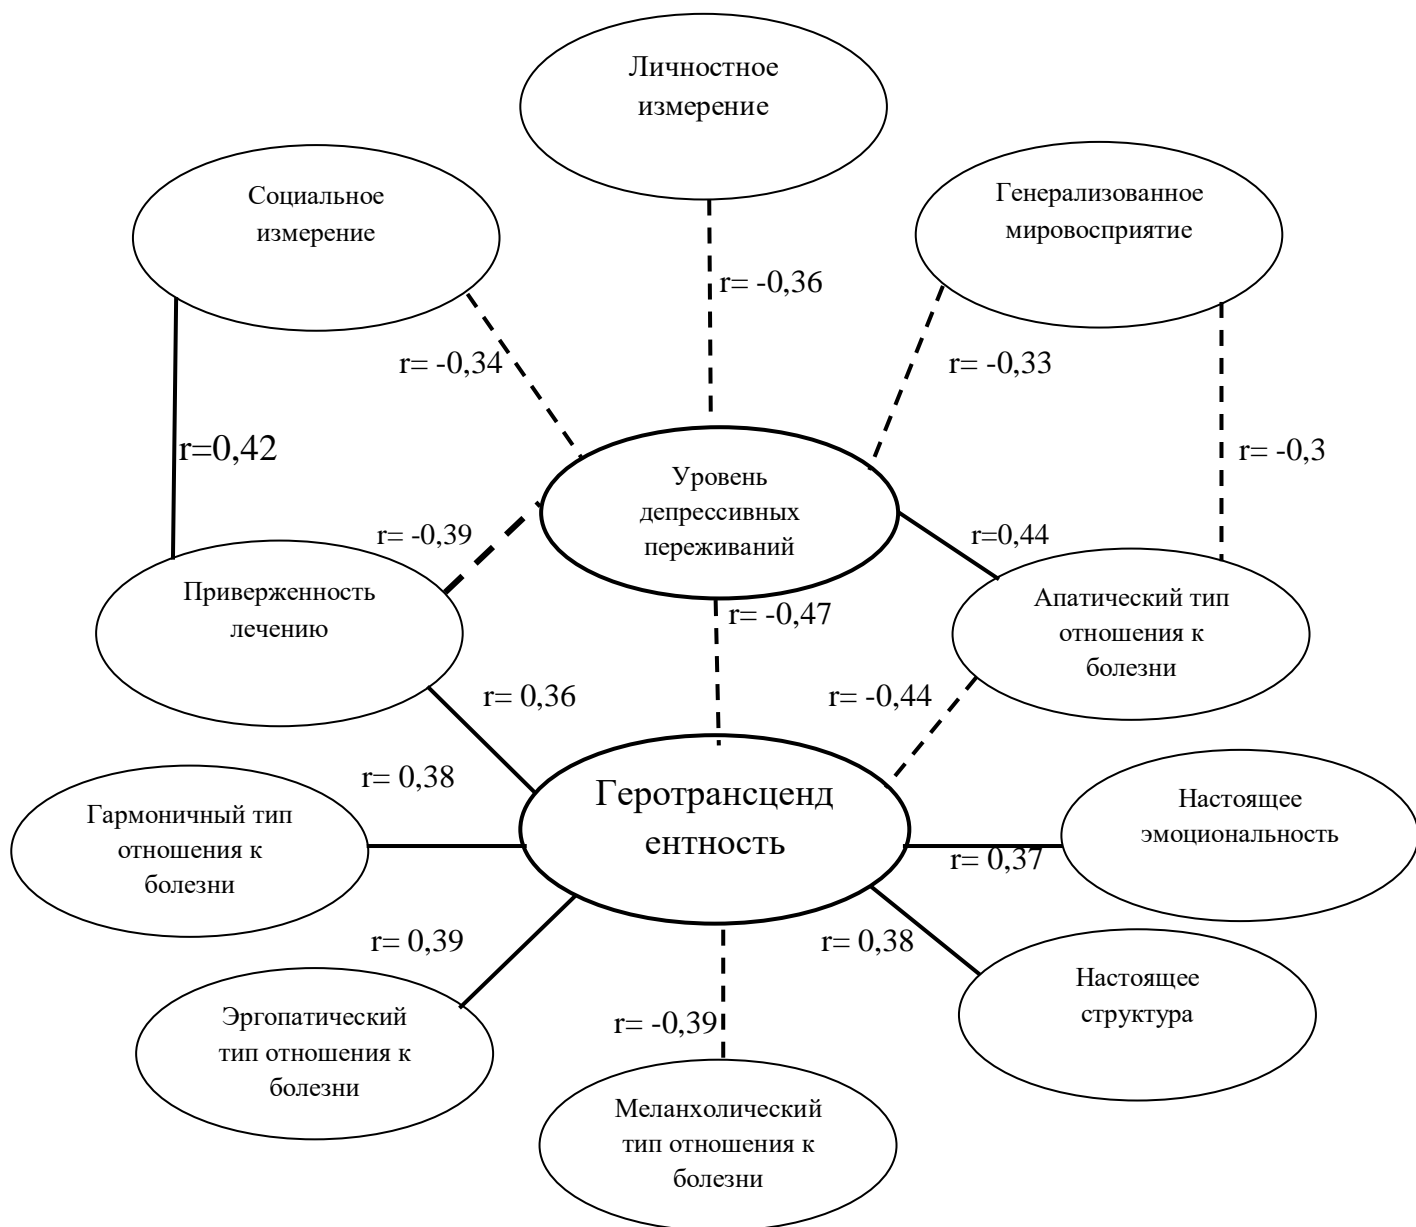 Личностное
измерение
Социальное
измерение
Генерализованное
мировосприятие
r= -0,36
r= -0,34
r= -0,33
r=0,42
r= -0,3
Уровень
депрессивных
переживаний
r= -0,39
r=0,44
Приверженность
лечению
r= -0,47
Апатический тип
отношения к
болезни
r= 0,36
r= -0,44
r= 0,38
Геротрансценд
ентность
Гармоничный тип
отношения к
болезни
Настоящее
эмоциональность
r= 0,37
r= 0,39
r= 0,38
Настоящее
структура
Эргопатический
тип отношения к
болезни
r= -0,39
Меланхолический
тип отношения к
болезни